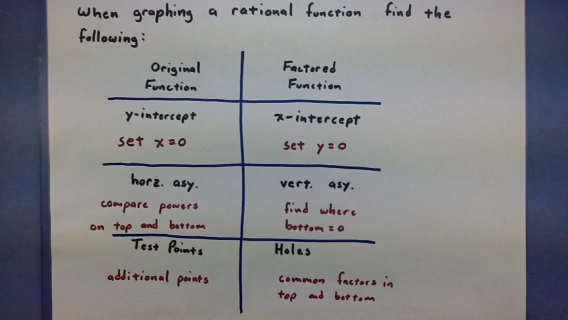 When graphing a rational function find the
following:
Original
Function
Factored
Function
y-intercept
set x=0
x-intercept
set y=0
horz. asy.
compare powers
on top and bottom
vert. asy.
find where
bottom = 0
Test Points
additional points
Holes
common factors in
top and bottom